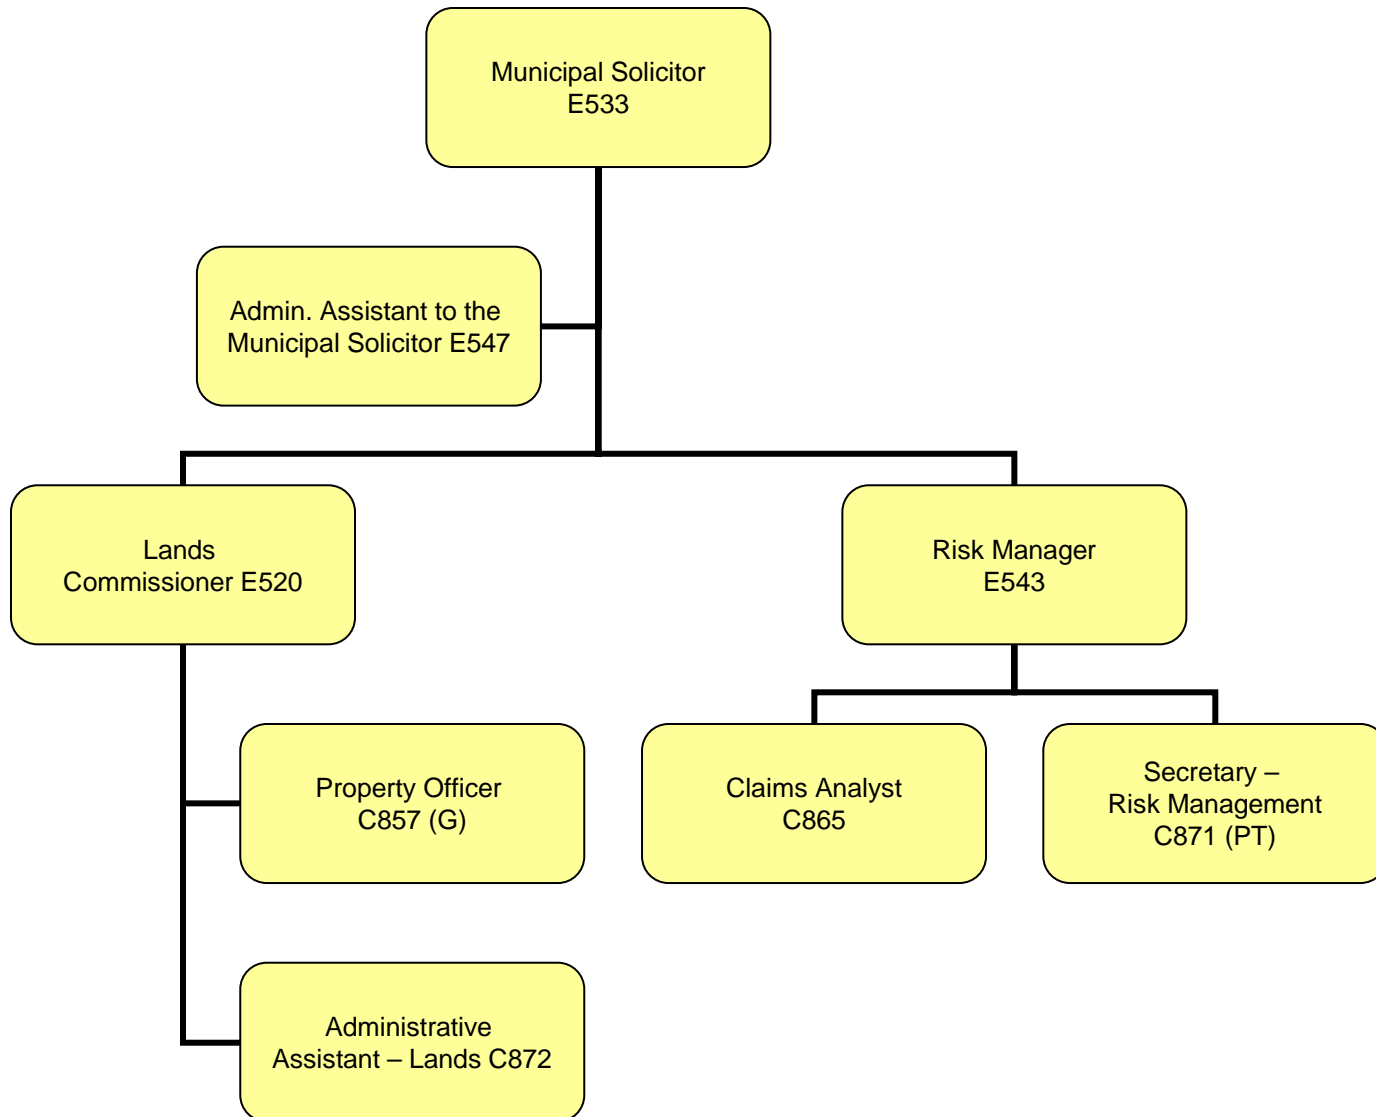 Municipal Solicitor
E533
Admin. Assistant to the
Municipal Solicitor E547
Lands
Commissioner E520
Risk Manager
E543
Property Officer
C857 (G)
Claims Analyst
C865
Secretary –
Risk Management
C871 (PT)
Administrative
Assistant – Lands C872